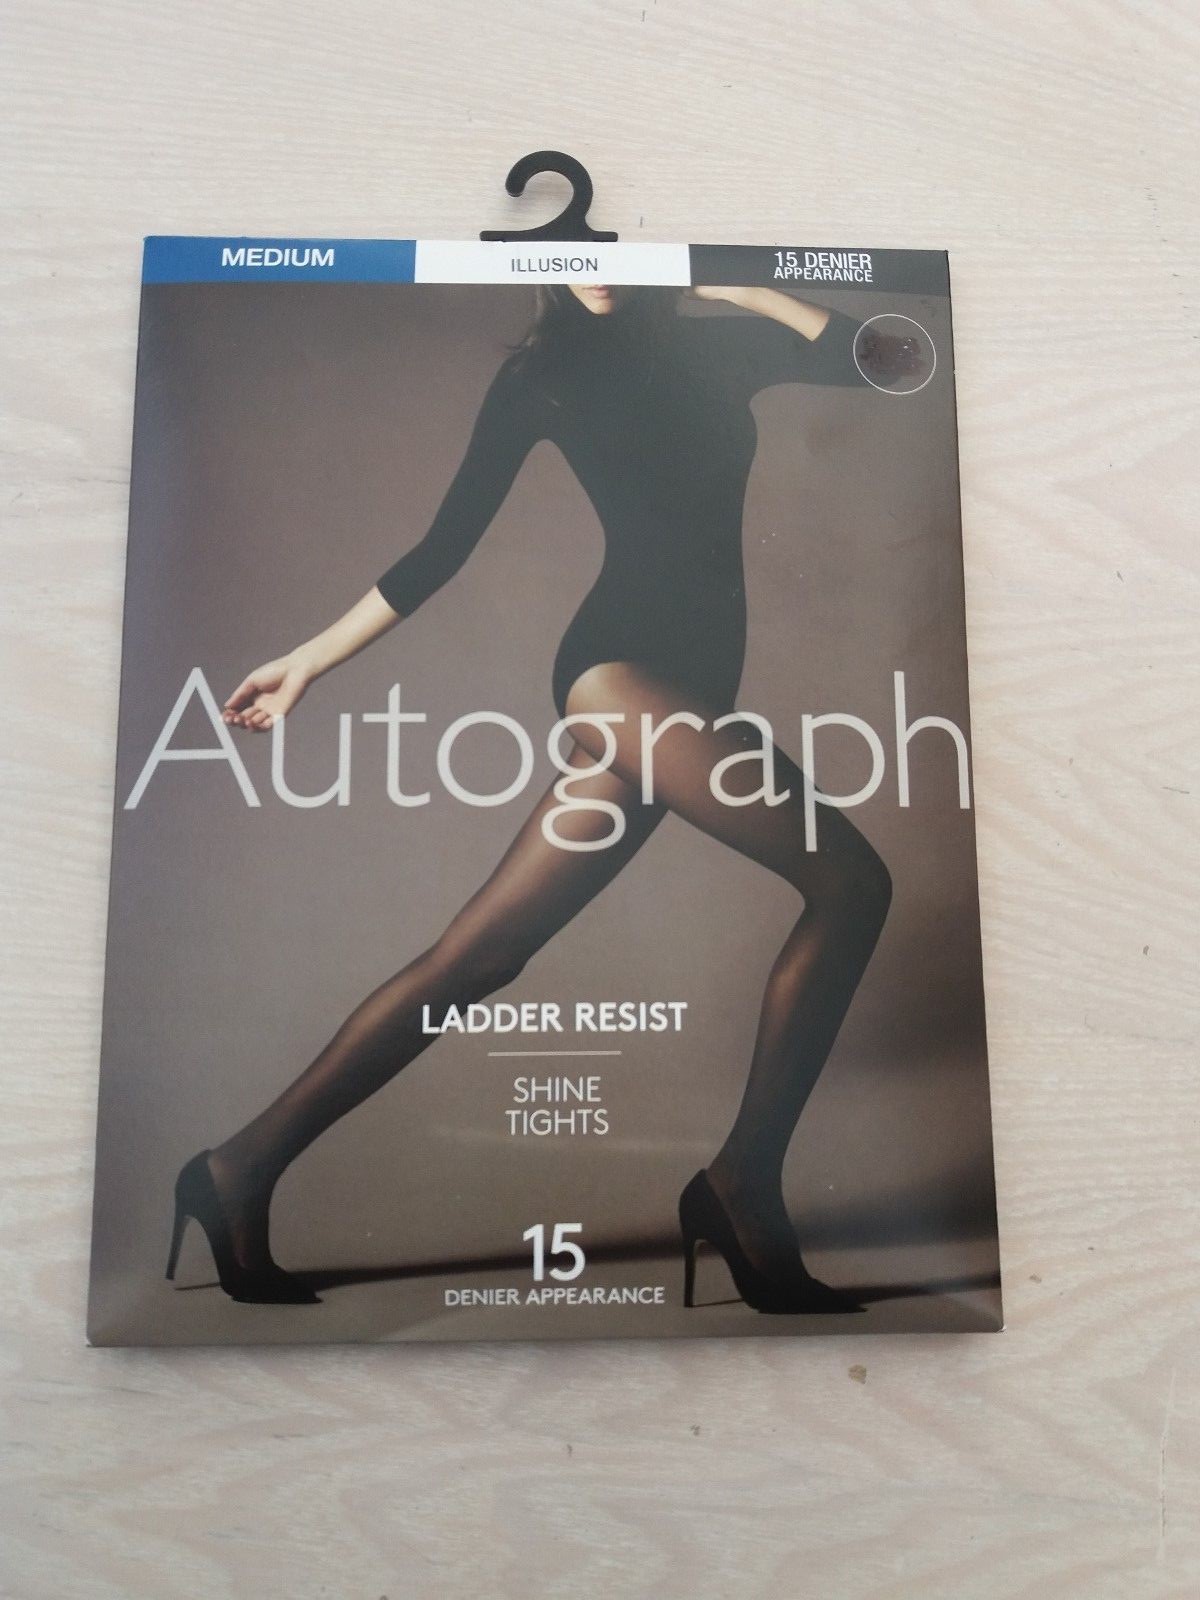 MEDIUM
ILLUSION
15 DENIER
APPEARANCE
Autograph
LADDER RESIST
SHINE
TIGHTS
15
DENIER APPEARANCE